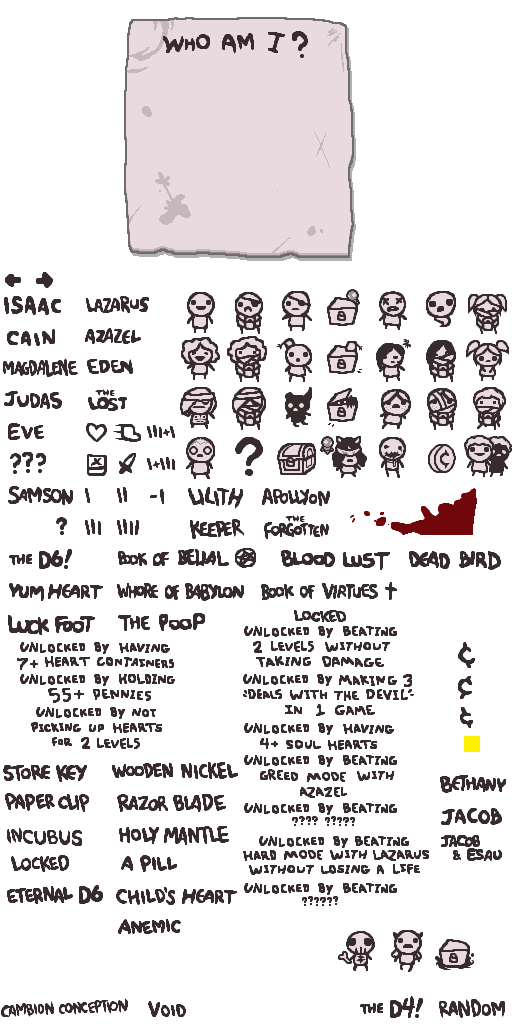 WHO AM I?
ISAAC LAZARUS
CAIN AZAZEL
MAGDALENE EDEN
JUDAS THE LOST
EVE |||+|
??? |+||| ?
SAMSON | || -| LILITH APOLLYON
? ||| |||| KEEPER THE FORGOTTEN
THE D6! BOOK OF BELIAL BLOOD LUST DEAD BIRD
YUM HEART WHORE OF BABYLON BOOK OF VIRTUES
LUCK FOOT THE POOP
UNLOCKED BY HAVING
7+ HEART CONTAINERS
UNLOCKED BY HOLDING
55+ PENNIES
UNLOCKED BY NOT
PICKING UP HEARTS
FOR 2 LEVELS
LOCKED
UNLOCKED BY BEATING
2 LEVELS WITHOUT
TAKING DAMAGE
UNLOCKED BY MAKING 3
"DEALS WITH THE DEVIL"
IN 1 GAME
UNLOCKED BY HAVING
4+ SOUL HEARTS
UNLOCKED BY BEATING
GREED MODE WITH
AZAZEL
UNLOCKED BY BEATING
???? ?????
UNLOCKED BY BEATING
HARD MODE WITH LAZARUS
WITHOUT LOSING A LIFE
UNLOCKED BY BEATING
??????
¢
¢
¢
STORE KEY WOODEN NICKEL
PAPER CLIP RAZOR BLADE
INCUBUS HOLY MANTLE
LOCKED A PILL
ETERNAL D6 CHILD'S HEART
ANEMIC
BETHANY
JACOB
JACOB
& ESAU
CAMBION CONCEPTION VOID THE D4! RANDOM